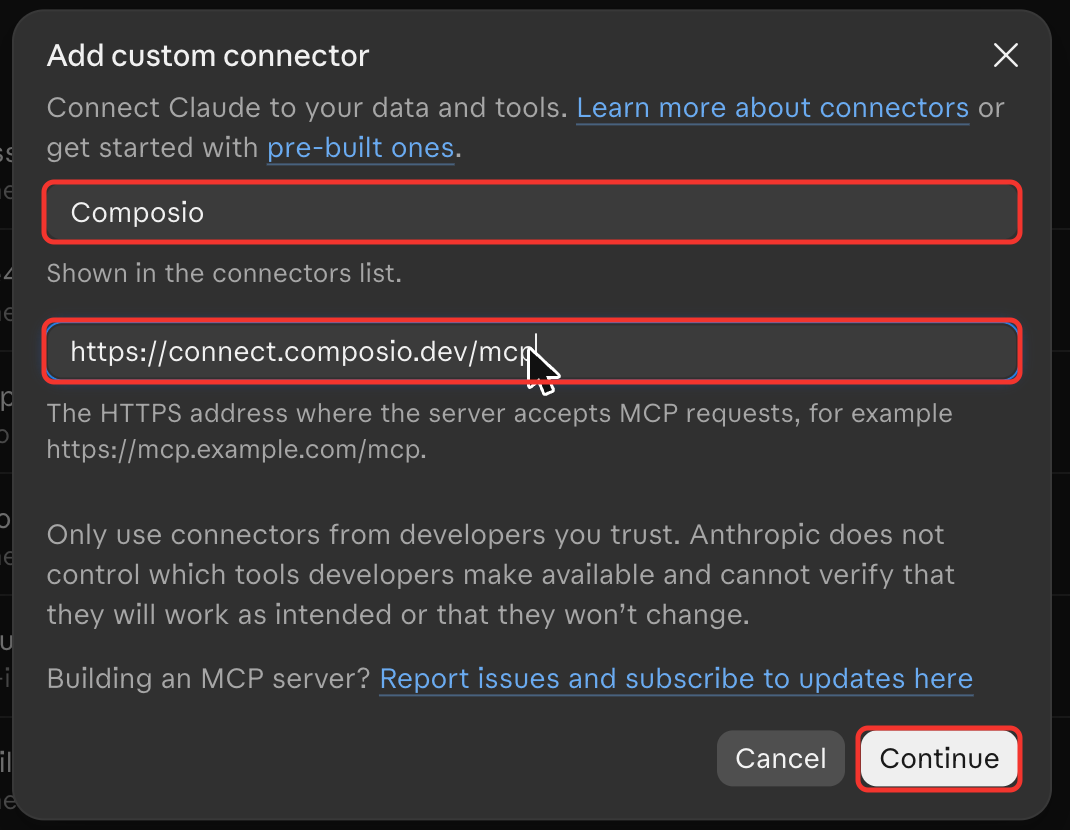 Add custom connector
Connect Claude to your data and tools. Learn more about connectors or
get started with pre-built ones.
Composio
Shown in the connectors list.
https://connect.composio.dev/mcp
The HTTPS address where the server accepts MCP requests, for example
https://mcp.example.com/mcp.
Only use connectors from developers you trust. Anthropic does not
control which tools developers make available and cannot verify that
they will work as intended or that they won’t change.
Building an MCP server? Report issues and subscribe to updates here
Cancel Continue